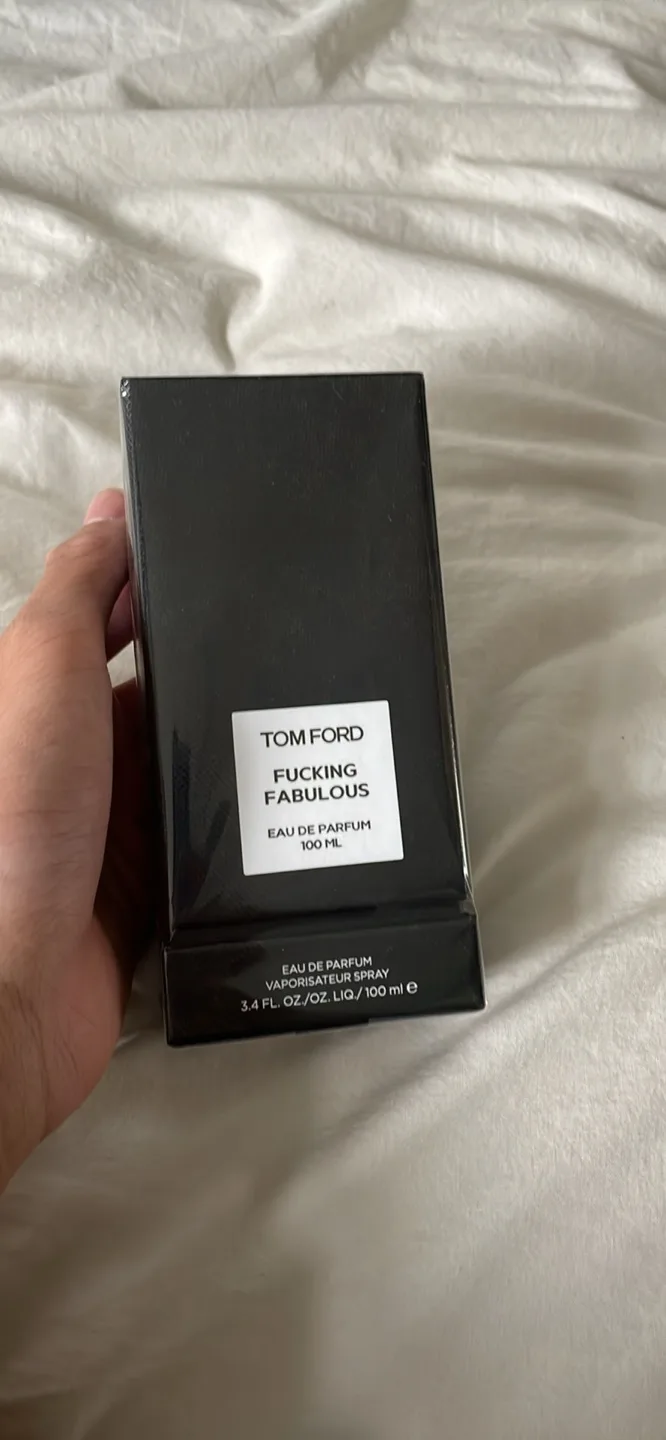 TOM FORD
FUCKING
FABULOUS
EAU DE PARFUM
100 ML
EAU DE PARFUM
VAPORISATEUR SPRAY
3.4 FL. OZ./OZ. LIQ./ 100 ml ℮